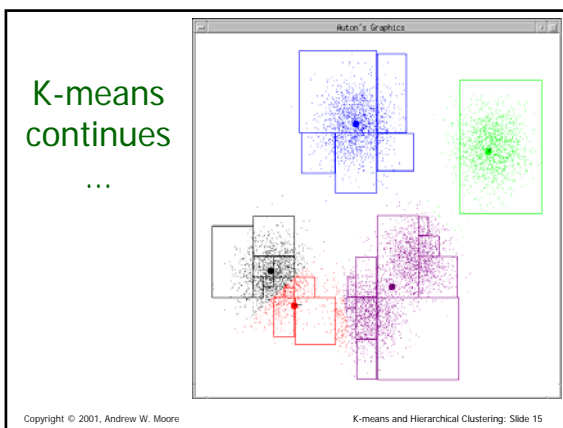 Auton's Graphics
K-means
continues
...
Copyright © 2001, Andrew W. Moore
K-means and Hierarchical Clustering: Slide 15